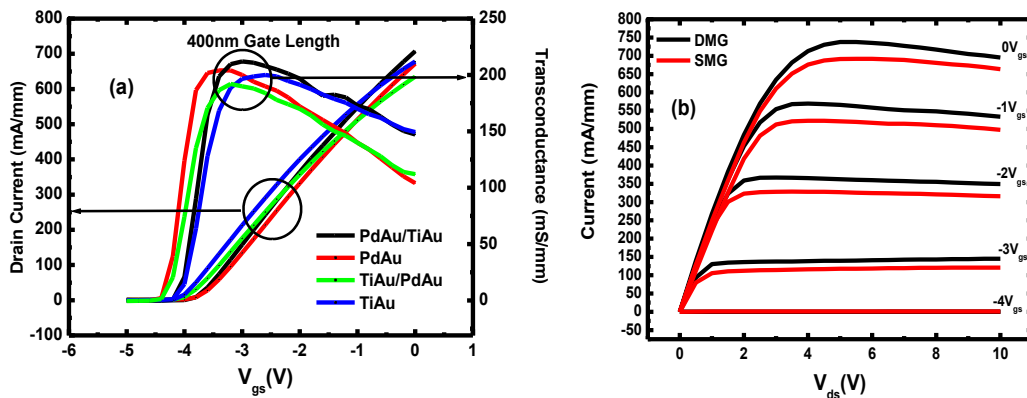 (a)
400nm Gate Length
Drain Current (mA/mm)
800
700
600
500
400
300
200
100
0
-100
-6
-5
-4
-3
-2
-1
0
1
Vgs(V)
250
200
150
100
50
0
Transconductance (mS/mm)
PdAu/TiAu
PdAu
TiAu/PdAu
TiAu
(b)
DMG
SMG
Current (mA/mm)
800
750
700
650
600
550
500
450
400
350
300
250
200
150
100
50
0
-50
0
2
4
6
8
10
Vds(V)
0Vgs
-1Vgs
-2Vgs
-3Vgs
-4Vgs